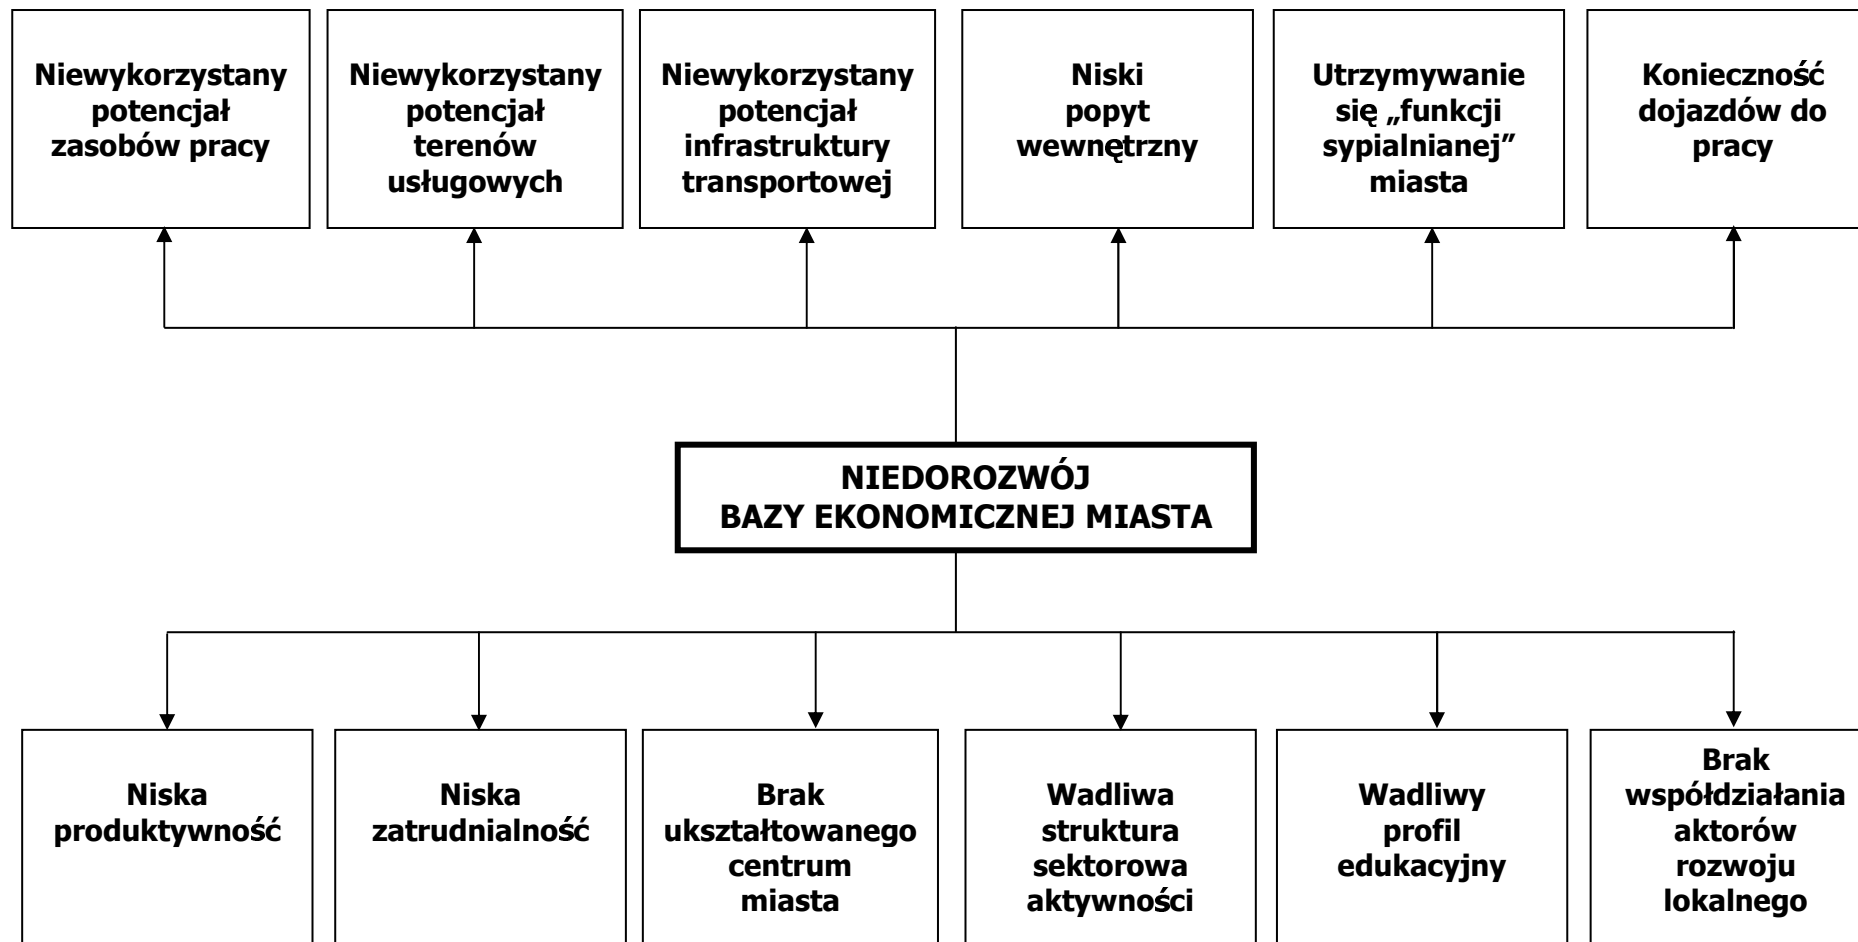 Niewykorzystany
potencjał
zasobów pracy
Niewykorzystany
potencjał
terenów
usługowych
Niewykorzystany
potencjał
infrastruktury
transportowej
Niski
popyt
wewnętrzny
Utrzymywanie
się „funkcji
sypialnianej”
miasta
Konieczność
dojazdów do
pracy
NIEDOROZWÓJ
BAZY EKONOMICZNEJ MIASTA
Niska
produktywność
Niska
zatrudnialność
Brak
ukształtowanego
centrum
miasta
Wadliwa
struktura
sektorowa
aktywności
Wadliwy
profil
edukacyjny
Brak
współdziałania
aktorów
rozwoju
lokalnego